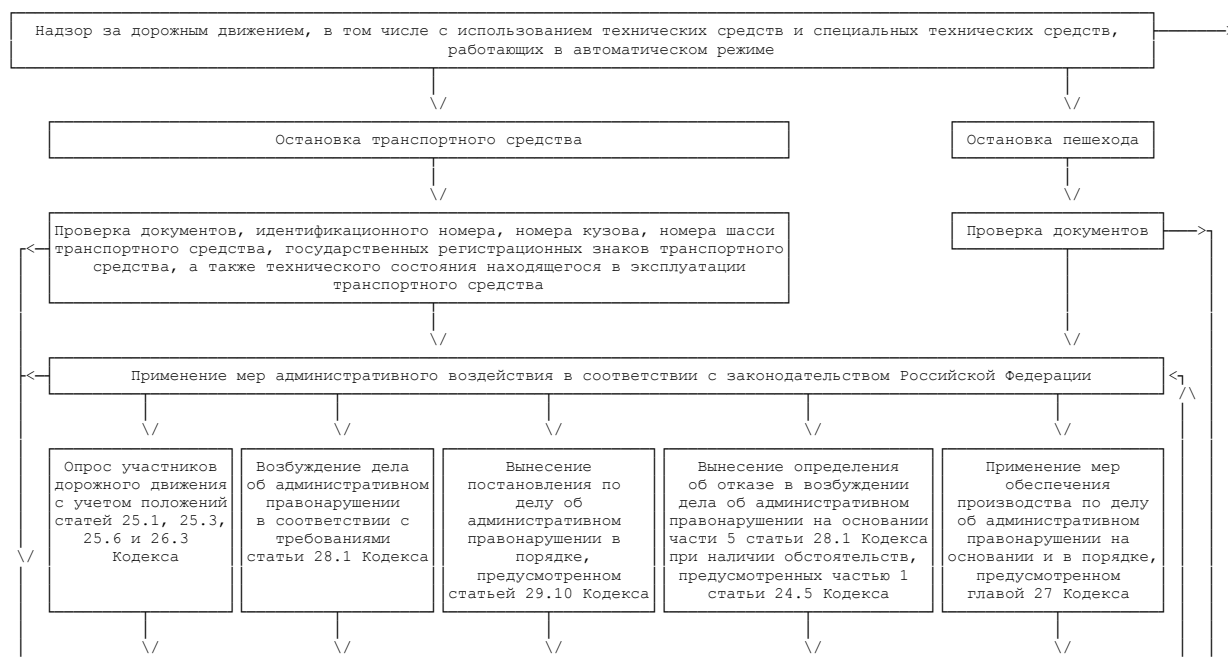 Надзор за дорожным движением, в том числе с использованием технических средств и специальных технических средств,
работающих в автоматическом режиме
Остановка транспортного средства
Остановка пешехода
Проверка документов, идентификационного номера, номера кузова, номера шасси
транспортного средства, государственных регистрационных знаков транспортного
средства, а также технического состояния находящегося в эксплуатации
транспортного средства
Проверка документов
Применение мер административного воздействия в соответствии с законодательством Российской Федерации
Опрос участников
дорожного движения
с учетом положений
статей 25.1, 25.3,
25.6 и 26.3
Кодекса
Возбуждение дела
об административном
правонарушении
в соответствии с
требованиями
статьи 28.1 Кодекса
Вынесение
постановления по
делу об
административном
правонарушении в
порядке,
предусмотренном
статьей 29.10 Кодекса
Вынесение определения
об отказе в возбуждении
дела об административном
правонарушении на основании
части 5 статьи 28.1 Кодекса
при наличии обстоятельств,
предусмотренных частью 1
статьи 24.5 Кодекса
Применение мер
обеспечения
производства по делу
об административном
правонарушении на
основании и в порядке,
предусмотренном
главой 27 Кодекса